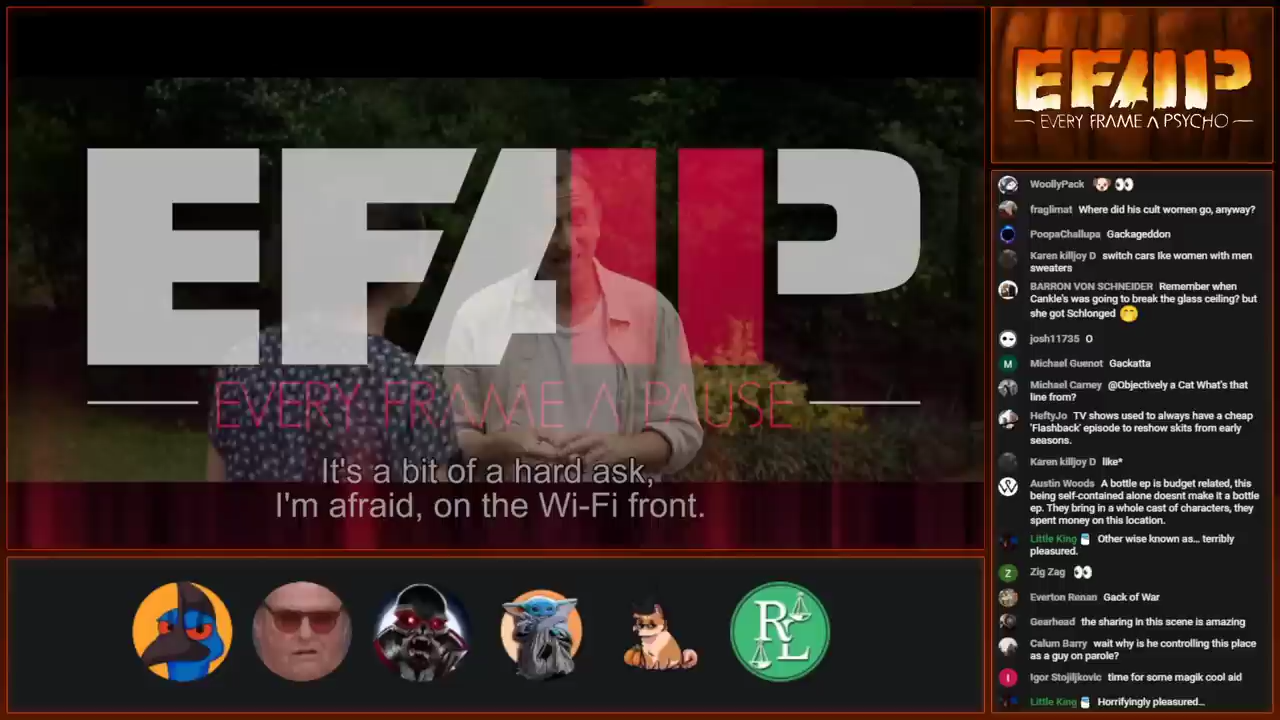 EFAP
EVERY FRAME A PAUSE
It's a bit of a hard ask,
I'm afraid, on the Wi-Fi front.
RL
EFAP
EVERY FRAME A PSYCHO
WoollyPack
fraglimat Where did his cult women go, anyway?
PoopaChallupa Gackageddon
Karen killjoy D switch cars Ike women with men
sweaters
BARRON VON SCHNEIDER Remember when
Cankle's was going to break the glass ceiling? but
she got Schlonged
josh11735 O
M Michael Guenot Gackatta
Michael Carney @Objectively a Cat What's that
line from?
HeftyJo TV shows used to always have a cheap
'Flashback' episode to reshow skits from early
seasons.
Karen killjoy D like*
Austin Woods A bottle ep is budget related, this
being self-contained alone doesnt make it a bottle
ep. They bring in a whole cast of characters, they
spent money on this location.
Little King Other wise known as... terribly
pleasured.
Z Zig Zag
Everton Renan Gack of War
Gearhead the sharing in this scene is amazing
Calum Barry wait why is he controlling this place
as a guy on parole?
I Igor Stojiljkovic time for some magik cool aid
Little King Horrifyingly pleasured...